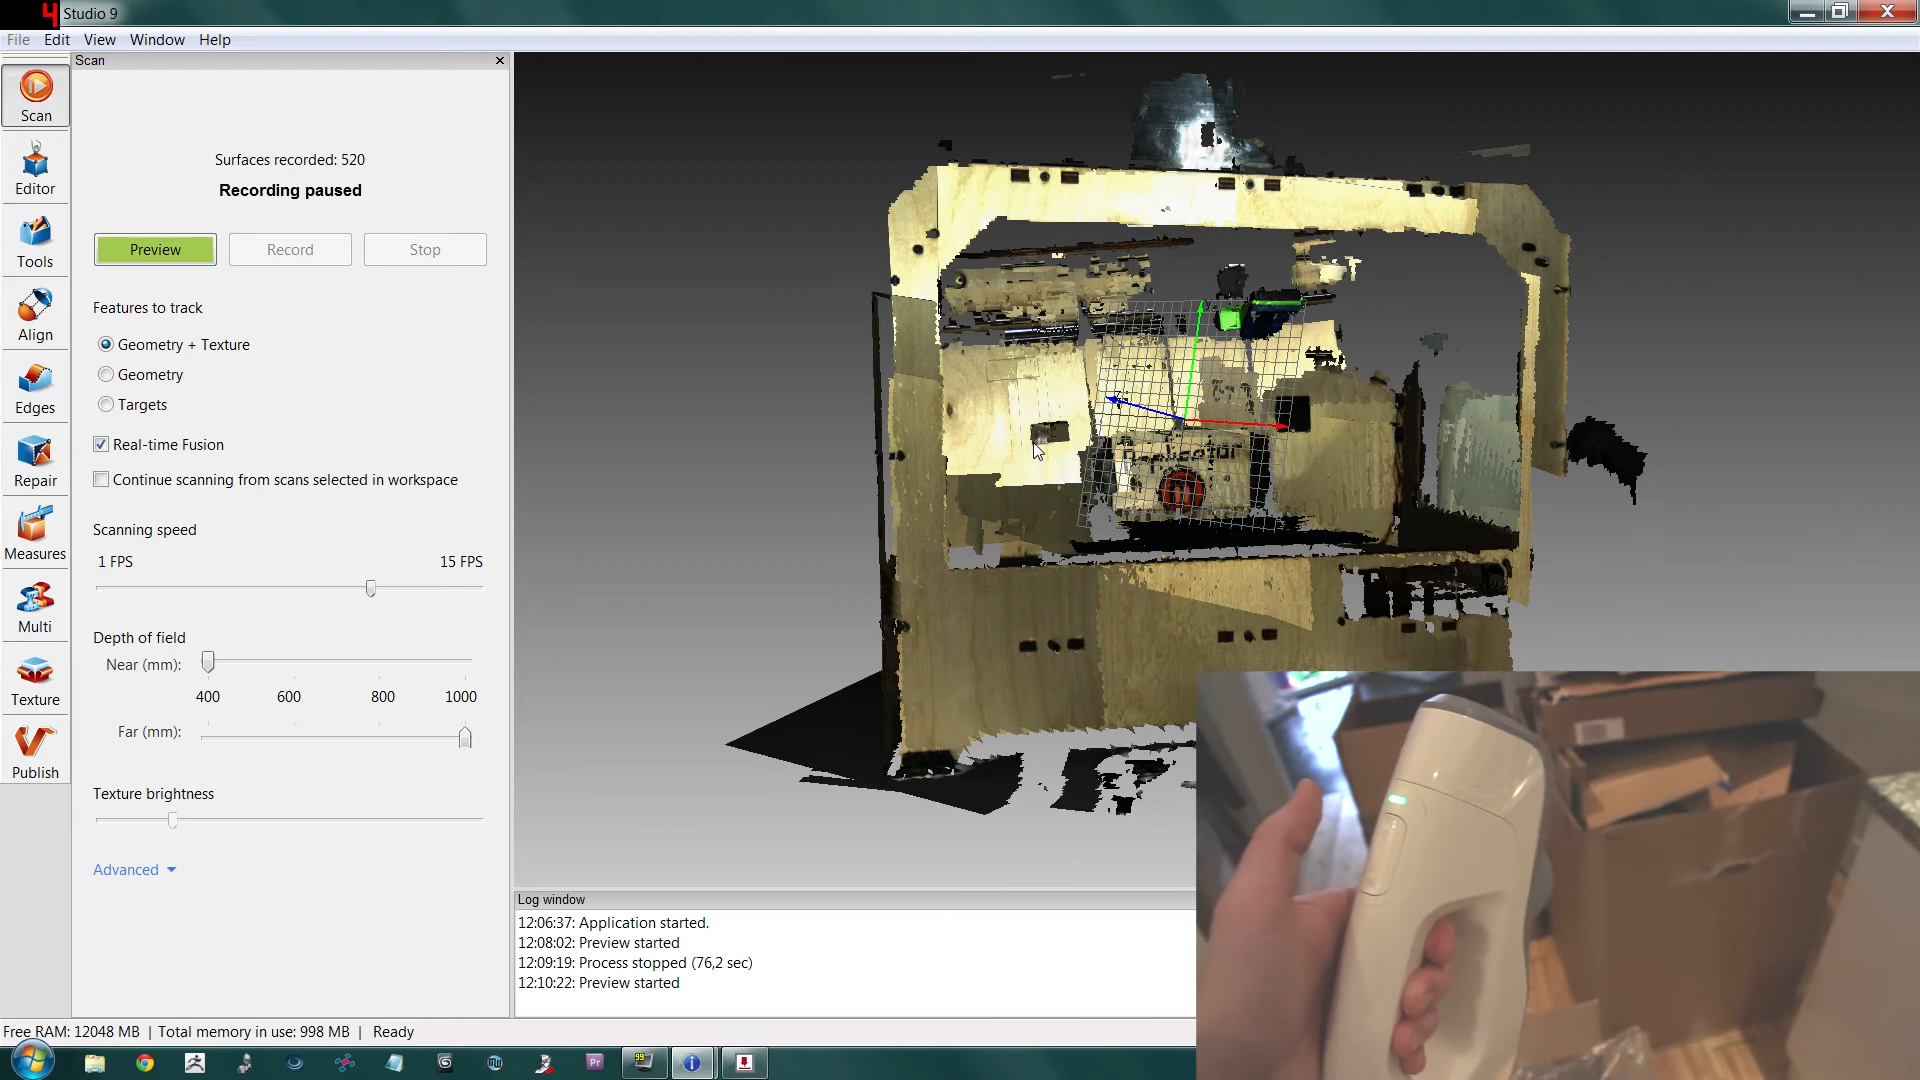 4 Studio 9
File Edit View Window Help
Scan
Scan
Editor
Tools
Align
Edges
Repair
Measures
Multi
Texture
Publish
Surfaces recorded: 520
Recording paused
Preview Record Stop
Features to track
Geometry + Texture
Geometry
Targets
Real-time Fusion
Continue scanning from scans selected in workspace
Scanning speed
1 FPS 15 FPS
Depth of field
Near (mm):
400 600 800 1000
Far (mm):
Texture brightness
Advanced
Replicator
M
Log window
12:06:37: Application started.
12:08:02: Preview started
12:09:19: Process stopped (76,2 sec)
12:10:22: Preview started
Free RAM: 12048 MB | Total memory in use: 998 MB | Ready
Pr
99